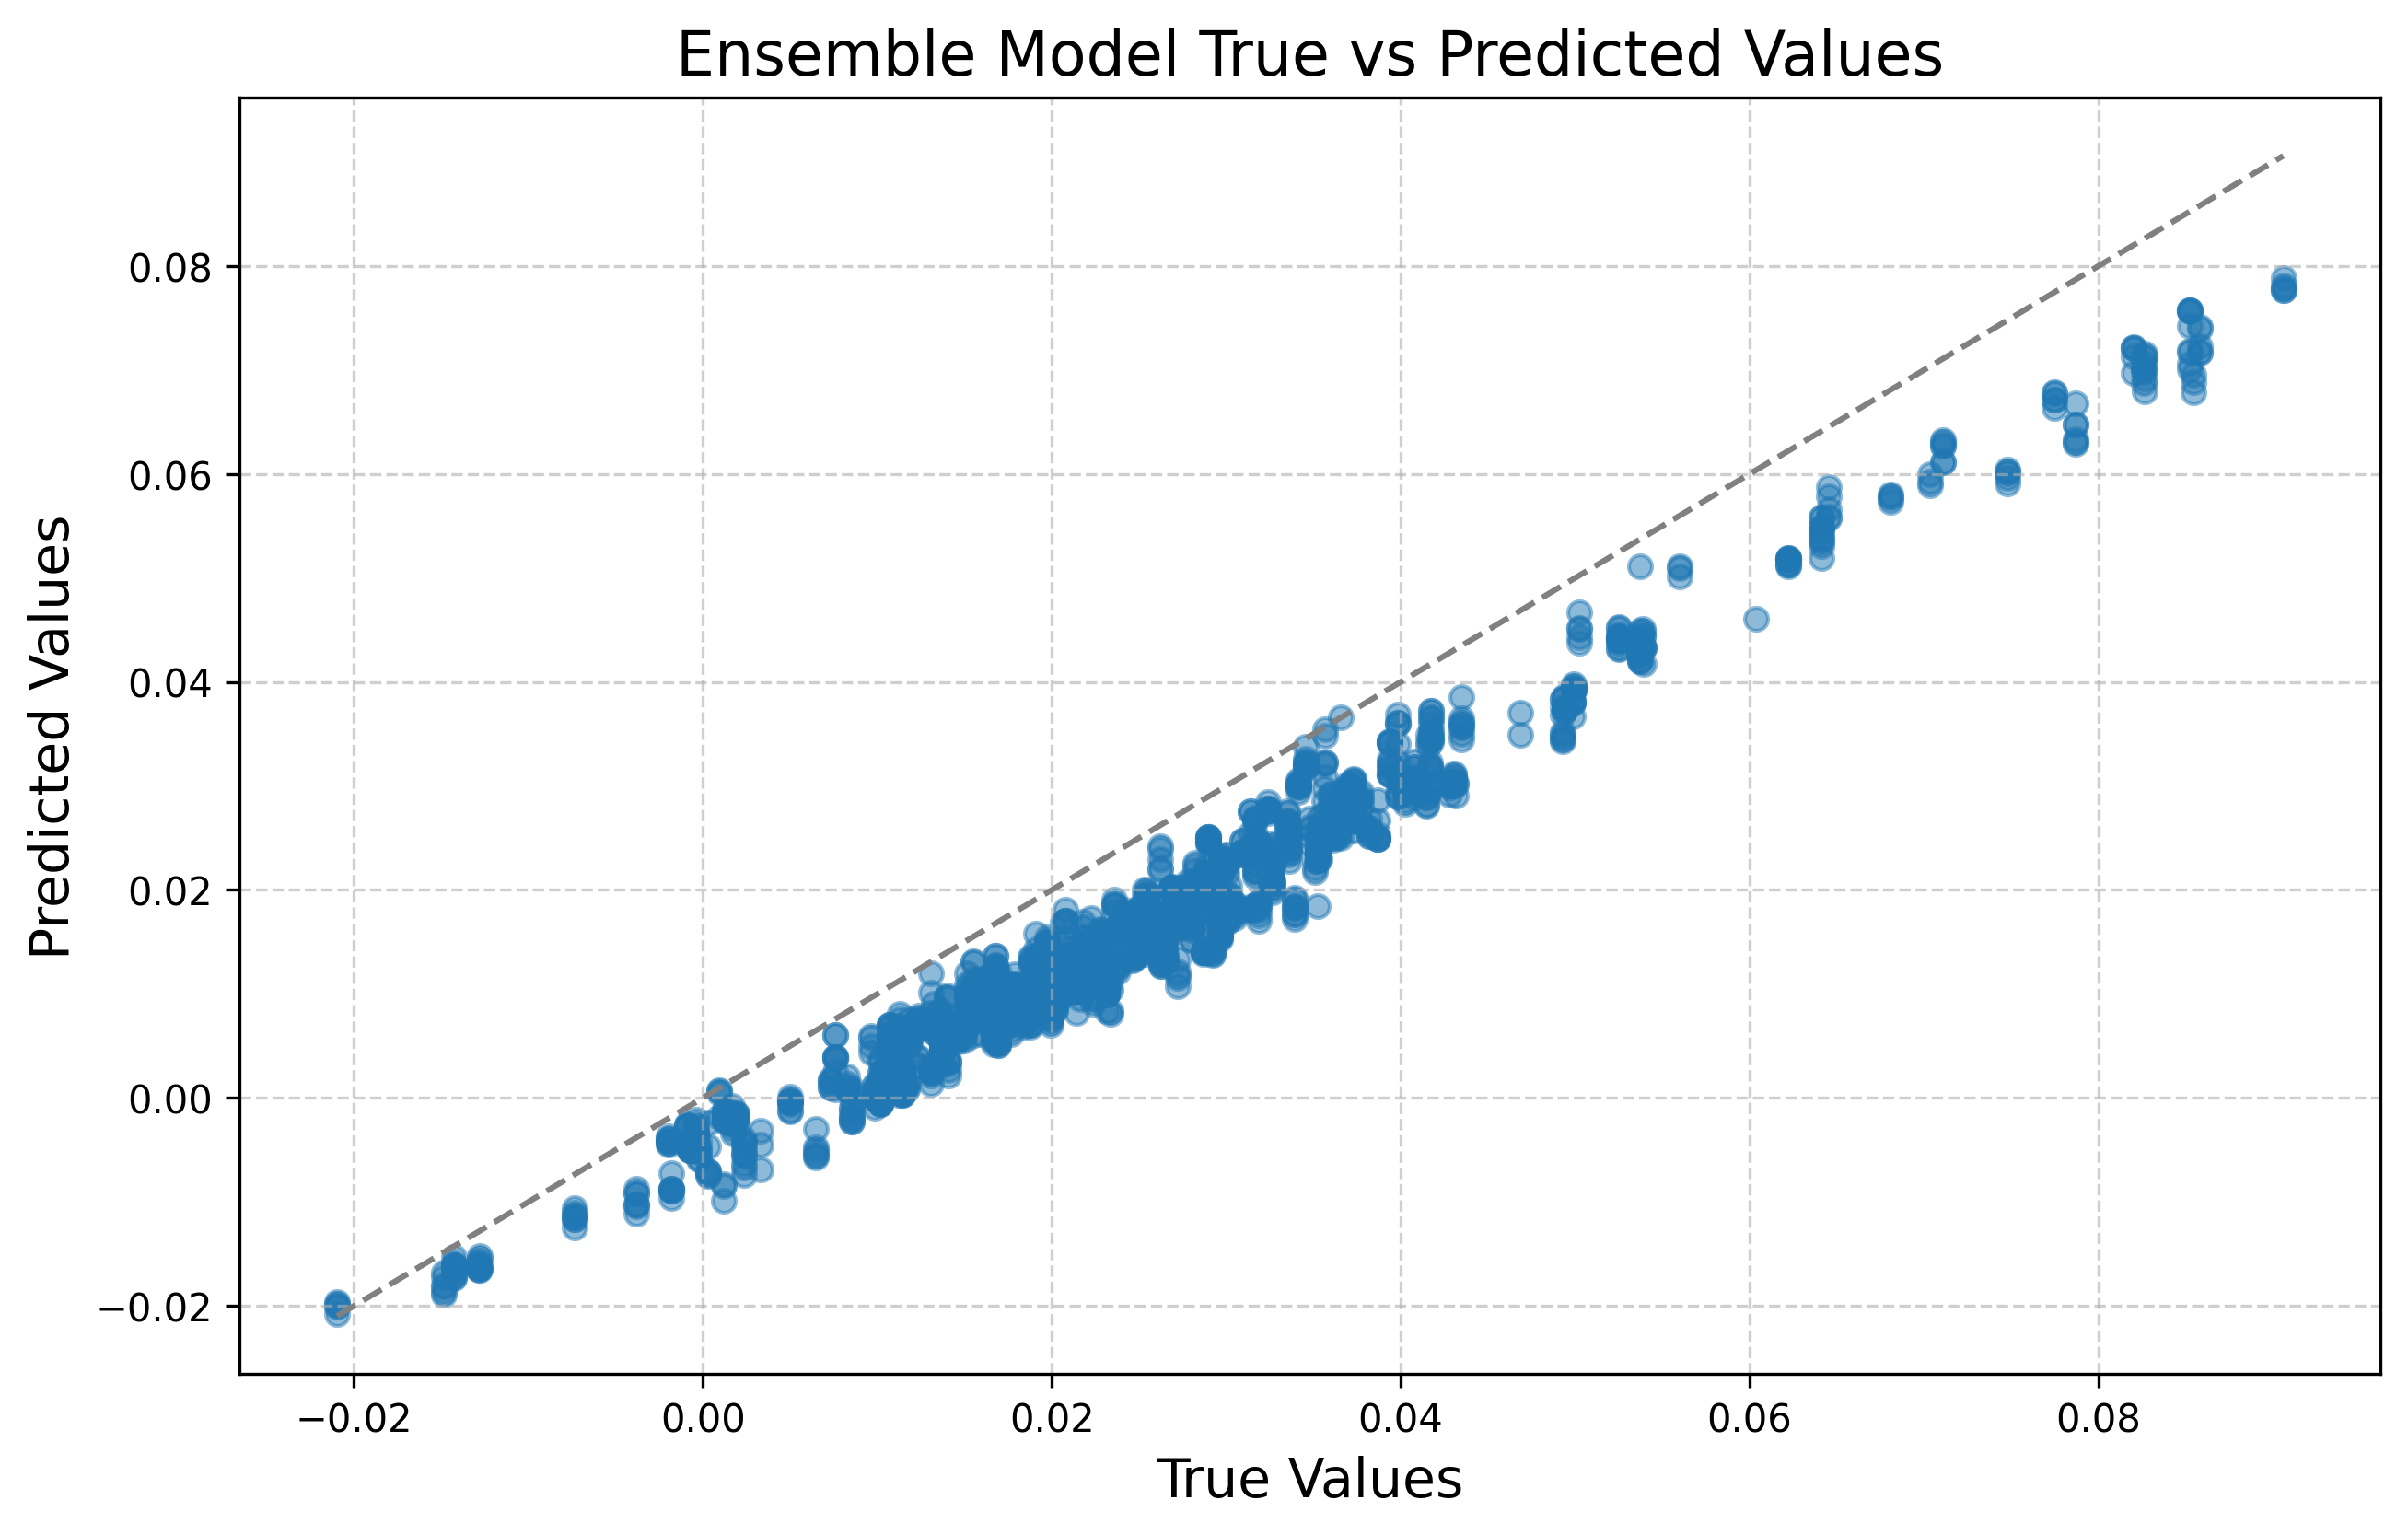 Ensemble Model True vs Predicted Values
Predicted Values
0.08
0.06
0.04
0.02
0.00
−0.02
−0.02 0.00 0.02 0.04 0.06 0.08
True Values